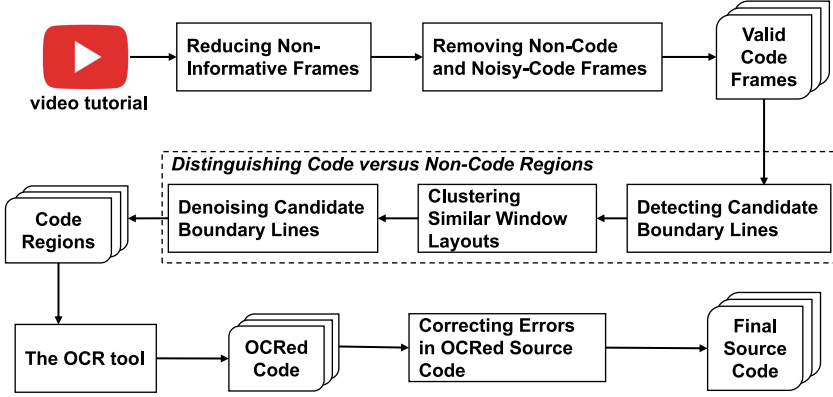 video tutorial
Reducing Non-
Informative Frames
Removing Non-Code
and Noisy-Code Frames
Valid
Code
Frames
Distinguishing Code versus Non-Code Regions
Code
Regions
Denoising Candidate
Boundary Lines
Clustering
Similar Window
Layouts
Detecting Candidate
Boundary Lines
The OCR tool
OCRed
Code
Correcting Errors
in OCRed Source
Code
Final
Source
Code